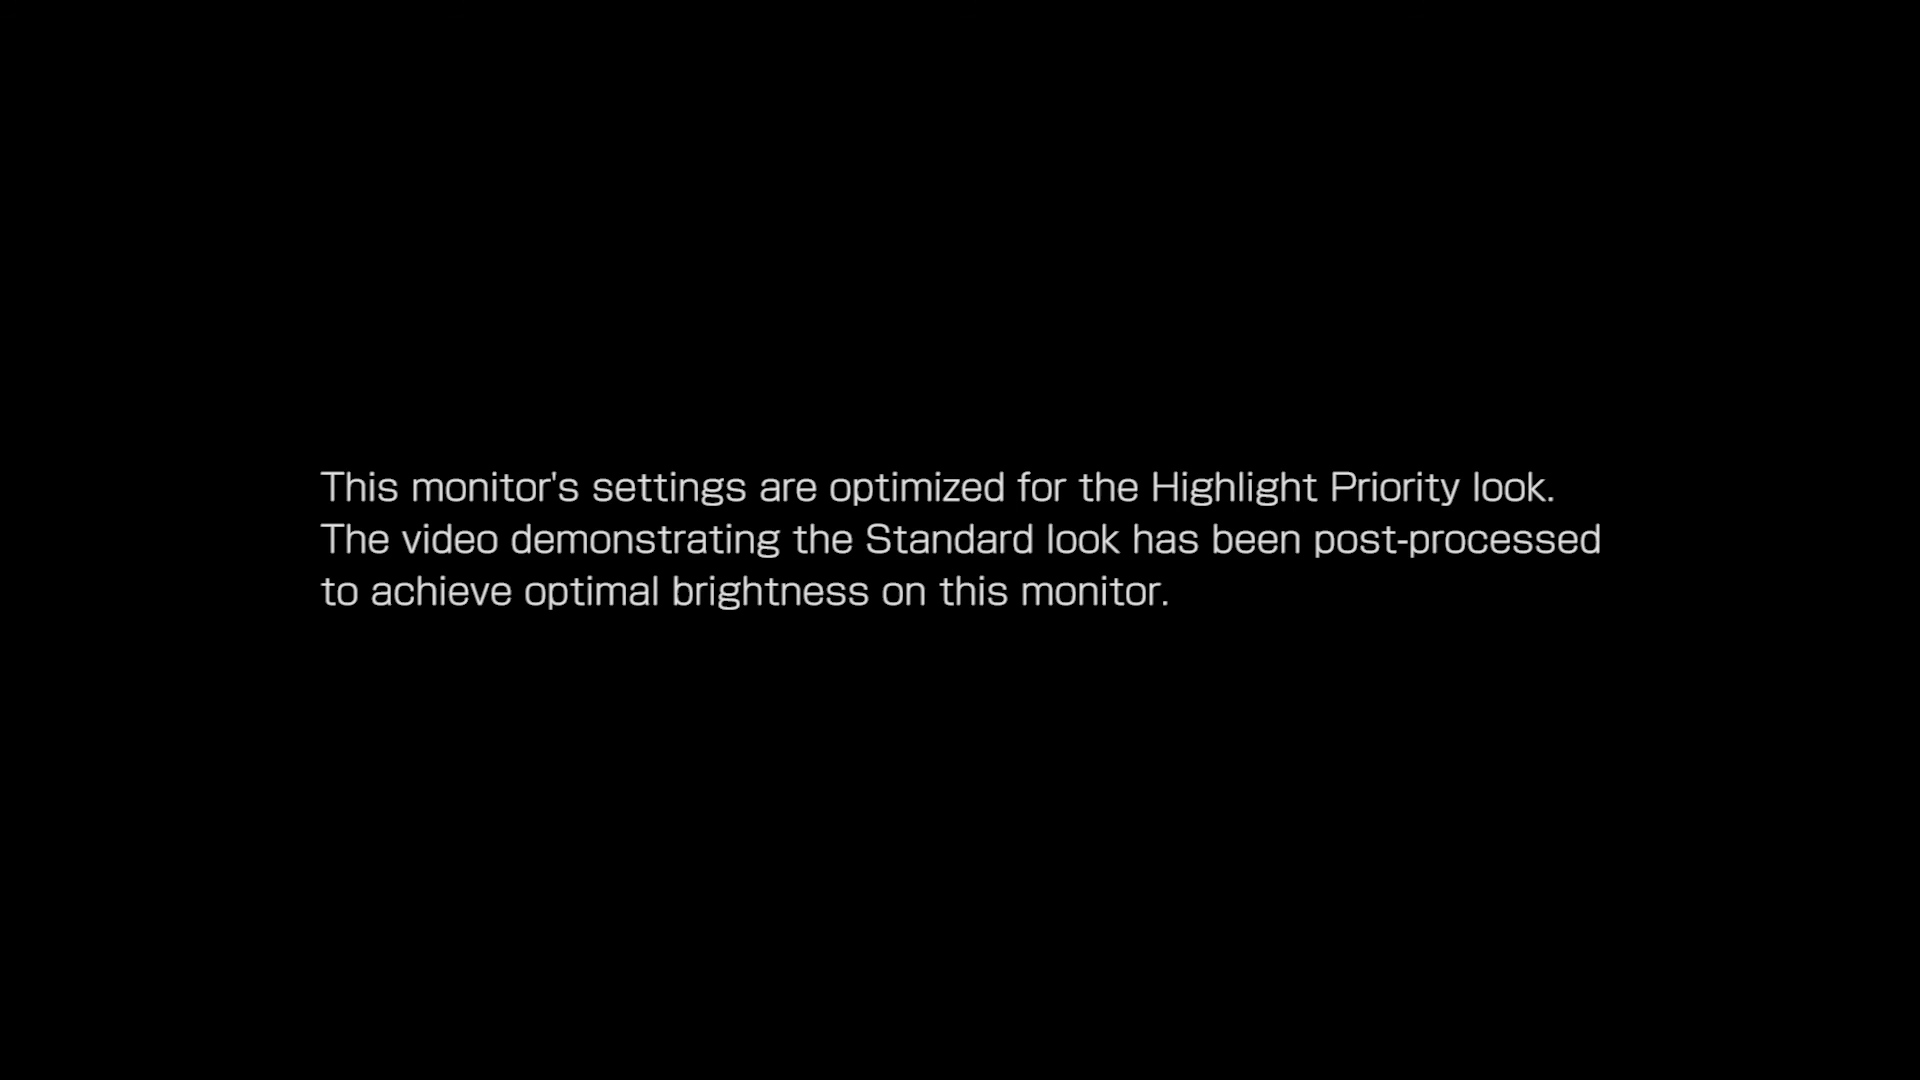 This monitor's settings are optimized for the Highlight Priority look.
The video demonstrating the Standard look has been post-processed
to achieve optimal brightness on this monitor.